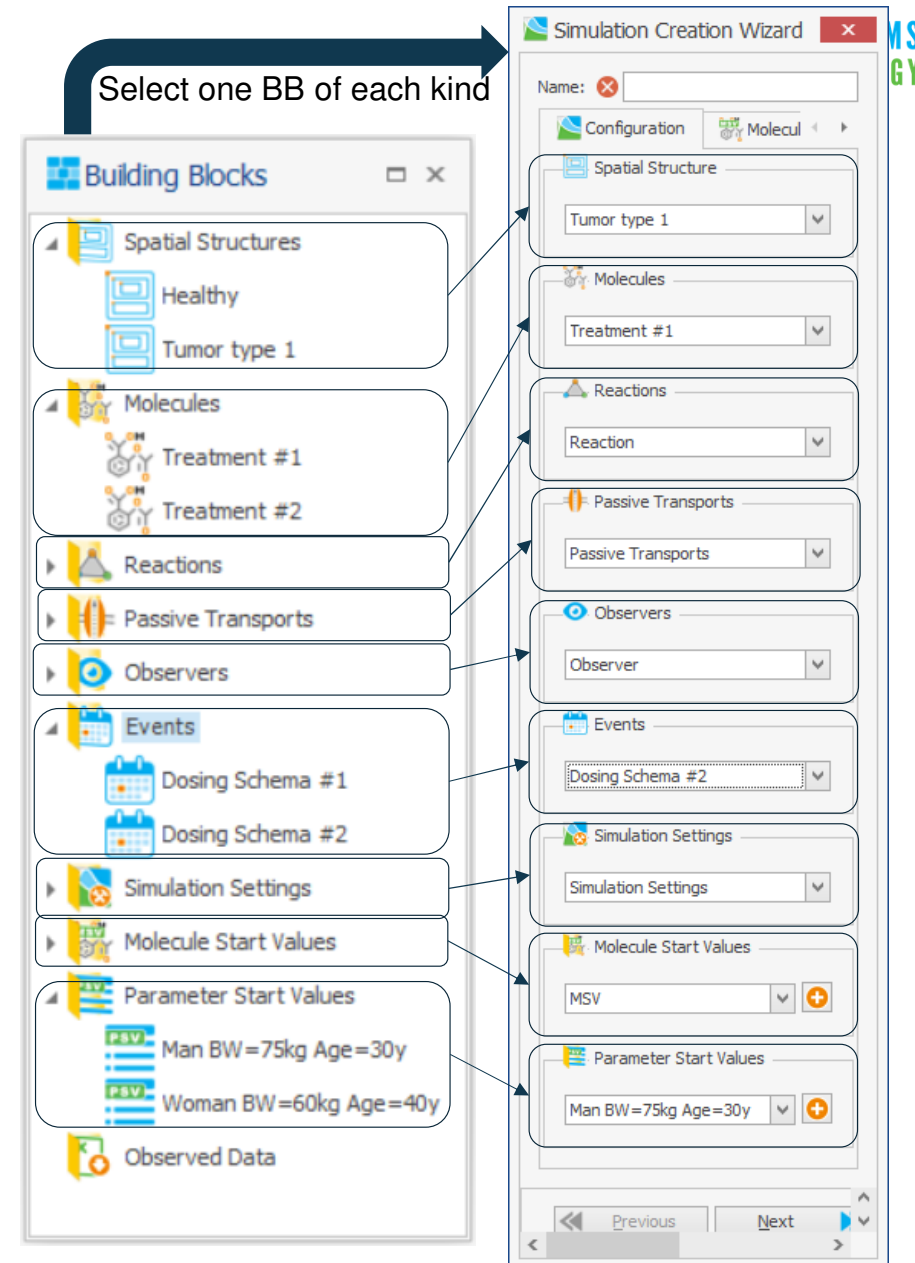 Select one BB of each kind
Building Blocks
Spatial Structures
Healthy
Tumor type 1
Molecules
Treatment #1
Treatment #2
Reactions
Passive Transports
Observers
Events
Dosing Schema #1
Dosing Schema #2
Simulation Settings
Molecule Start Values
Parameter Start Values
PSV Man BW=75kg Age=30y
PSV Woman BW=60kg Age=40y
Observed Data
Simulation Creation Wizard
Name:
Configuration Molecul
Spatial Structure
Tumor type 1
Molecules
Treatment #1
Reactions
Reaction
Passive Transports
Passive Transports
Observers
Observer
Events
Dosing Schema #2
Simulation Settings
Simulation Settings
Molecule Start Values
MSV
Parameter Start Values
Man BW=75kg Age=30y
Previous Next
MS
GY